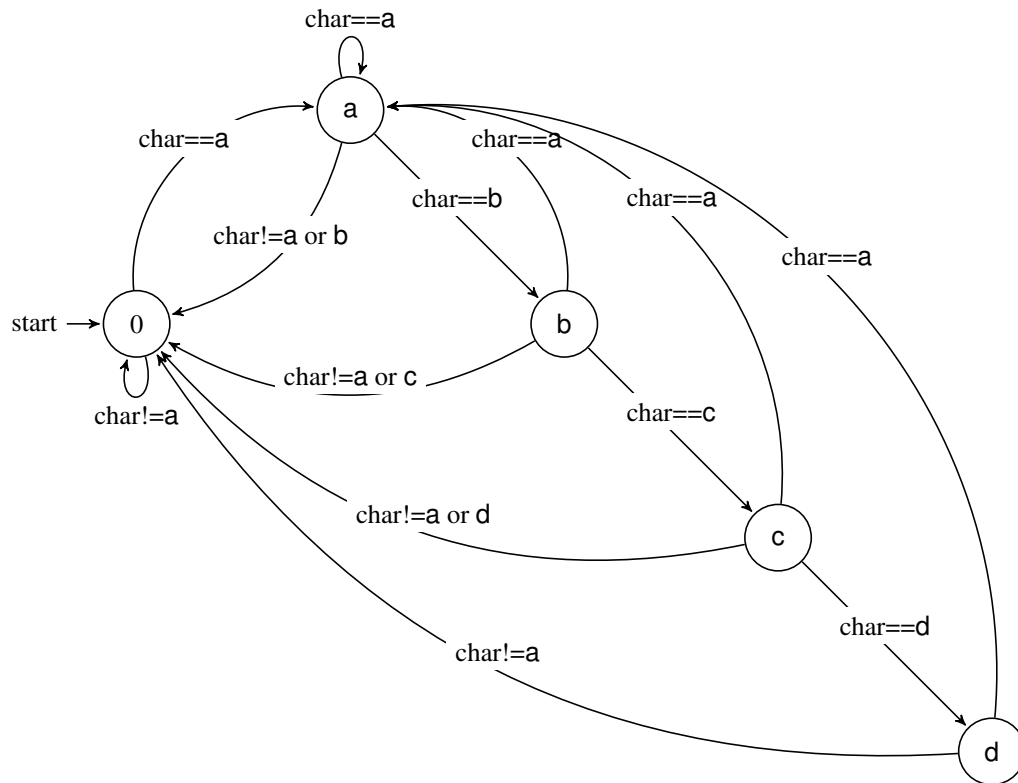 char==a
a
char==a
char==a
char==b
char==a
char!=a or b
char==a
start
0
b
char!=a or c
char!=a
char==c
char!=a or d
c
char==d
char!=a
d